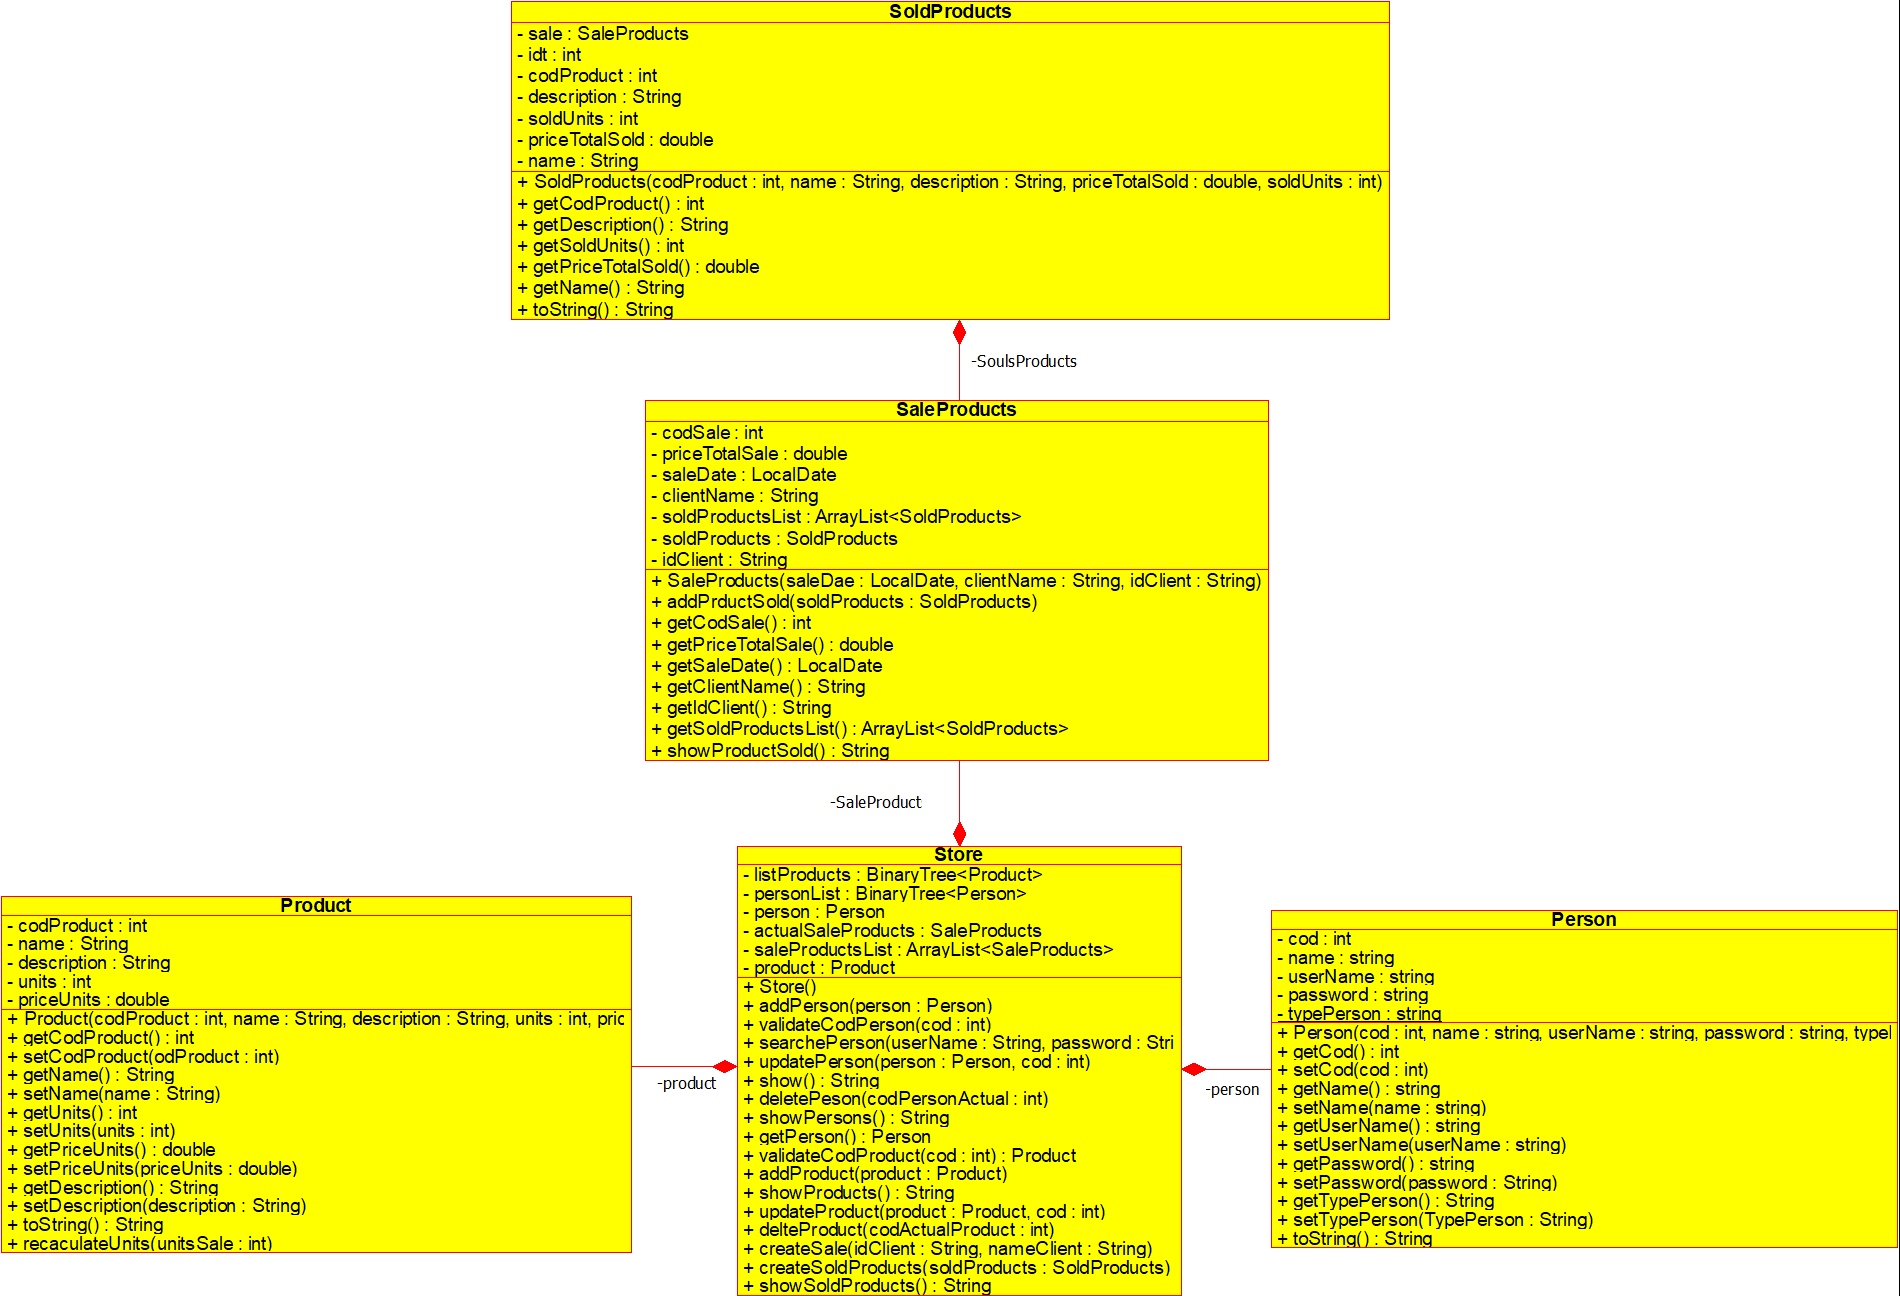 SoldProducts
- sale : SaleProducts
- idt : int
- codProduct : int
- description : String
- soldUnits : int
- priceTotalSold : double
- name : String
+ SoldProducts(codProduct : int, name : String, description : String, priceTotalSold : double, soldUnits : int)
+ getCodProduct() : int
+ getDescription() : String
+ getSoldUnits() : int
+ getPriceTotalSold() : double
+ getName() : String
+ toString() : String
-SoulsProducts
SaleProducts
- codSale : int
- priceTotalSale : double
- saleDate : LocalDate
- clientName : String
- soldProductsList : ArrayList<SoldProducts>
- soldProducts : SoldProducts
- idClient : String
+ SaleProducts(saleDae : LocalDate, clientName : String, idClient : String)
+ addPrductSold(soldProducts : SoldProducts)
+ getCodSale() : int
+ getPriceTotalSale() : double
+ getSaleDate() : LocalDate
+ getClientName() : String
+ getIdClient() : String
+ getSoldProductsList() : ArrayList<SoldProducts>
+ showProductSold() : String
-SaleProduct
Product
- codProduct : int
- name : String
- description : String
- units : int
- priceUnits : double
+ Product(codProduct : int, name : String, description : String, units : int, pric
+ getCodProduct() : int
+ setCodProduct(odProduct : int)
+ getName() : String
+ setName(name : String)
+ getUnits() : int
+ setUnits(units : int)
+ getPriceUnits() : double
+ setPriceUnits(priceUnits : double)
+ getDescription() : String
+ setDescription(description : String)
+ toString() : String
+ recaculateUnits(unitsSale : int)
-product
Store
- listProducts : BinaryTree<Product>
- personList : BinaryTree<Person>
- person : Person
- actualSaleProducts : SaleProducts
- saleProductsList : ArrayList<SaleProducts>
- product : Product
+ Store()
+ addPerson(person : Person)
+ validateCodPerson(cod : int)
+ searchePerson(userName : String, password : Stri
+ updatePerson(person : Person, cod : int)
+ show() : String
+ deletePeson(codPersonActual : int)
+ showPersons() : String
+ getPerson() : Person
+ validateCodProduct(cod : int) : Product
+ addProduct(product : Product)
+ showProducts() : String
+ updateProduct(product : Product, cod : int)
+ delteProduct(codActualProduct : int)
+ createSale(idClient : String, nameClient : String)
+ createSoldProducts(soldProducts : SoldProducts)
+ showSoldProducts() : String
-person
Person
- cod : int
- name : string
- userName : string
- password : string
- typePerson : string
+ Person(cod : int, name : string, userName : string, password : string, typel
+ getCod() : int
+ setCod(cod : int)
+ getName() : string
+ setName(name : string)
+ getUserName() : string
+ setUserName(userName : string)
+ getPassword() : string
+ setPassword(password : String)
+ getTypePerson() : String
+ setTypePerson(TypePerson : String)
+ toString() : String